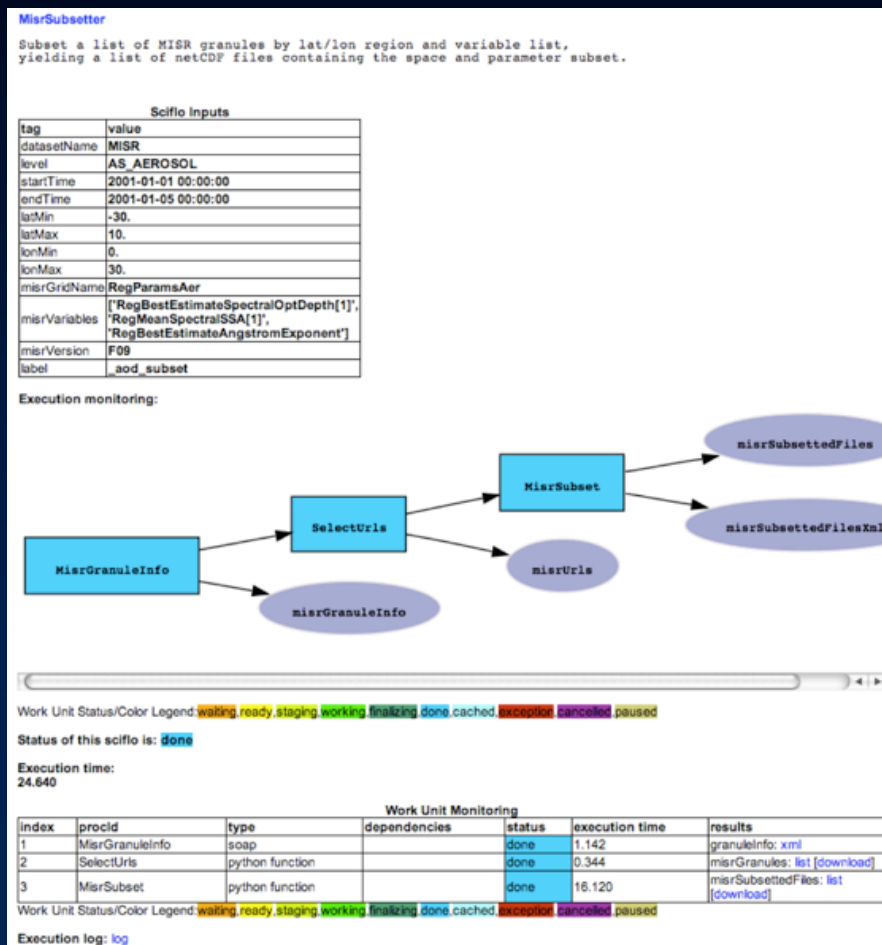 MisrSubsetter
Subset a list of MISR granules by lat/lon region and variable list,
yielding a list of netCDF files containing the space and parameter subset.
Sciflo Inputs
tag value
datasetName MISR
level AS_AEROSOL
startTime 2001-01-01 00:00:00
endTime 2001-01-05 00:00:00
latMin -30.
latMax 10.
lonMin 0.
lonMax 30.
misrGridName RegParamsAer
misrVariables ['RegBestEstimateSpectralOptDepth[1]',
'RegMeanSpectralSSA[1]',
'RegBestEstimateAngstromExponent']
misrVersion F09
label _aod_subset
Execution monitoring:
misrSubsettedFiles
MisrSubset
SelectUrls
misrSubsettedFilesXml
MisrGranuleInfo
misrUrls
misrGranuleInfo
Work Unit Status/Color Legend:waiting,ready,staging,working,finalizing,done,cached,exception,cancelled,paused
Status of this sciflo is: done
Execution time:
24.640
Work Unit Monitoring
index procId type dependencies status execution time results
1 MisrGranuleInfo soap done 1.142 granuleInfo: xml
2 SelectUrls python function done 0.344 misrGranules: list [download]
3 MisrSubset python function done 16.120 misrSubsettedFiles: list
[download]
Work Unit Status/Color Legend:waiting,ready,staging,working,finalizing,done,cached,exception,cancelled,paused
Execution log: log